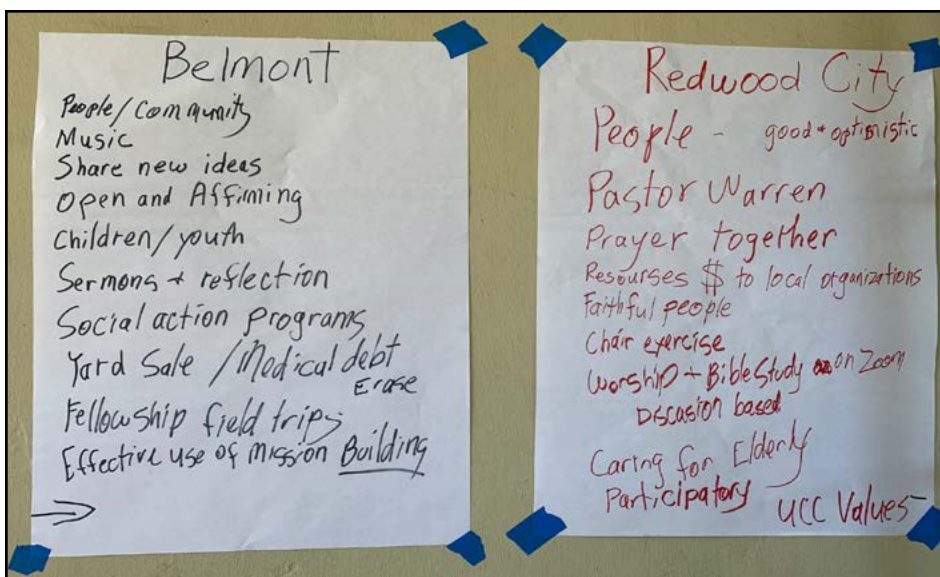 Belmont
People/Community
Music
Share new ideas
Open and Affirming
Children/youth
Sermons + reflection
Social action programs
Yard Sale /Medical debt
Erase
Fellowship field trips
Effective use of mission Building
Redwood City
People - good + optimistic
Pastor Warren
Prayer together
Resourses $ to local organizations
Faithful people
Chair exercise
Worship + Bible Study on Zoom
Discasion based
Caring for Elderly
Participatory
UCC Values